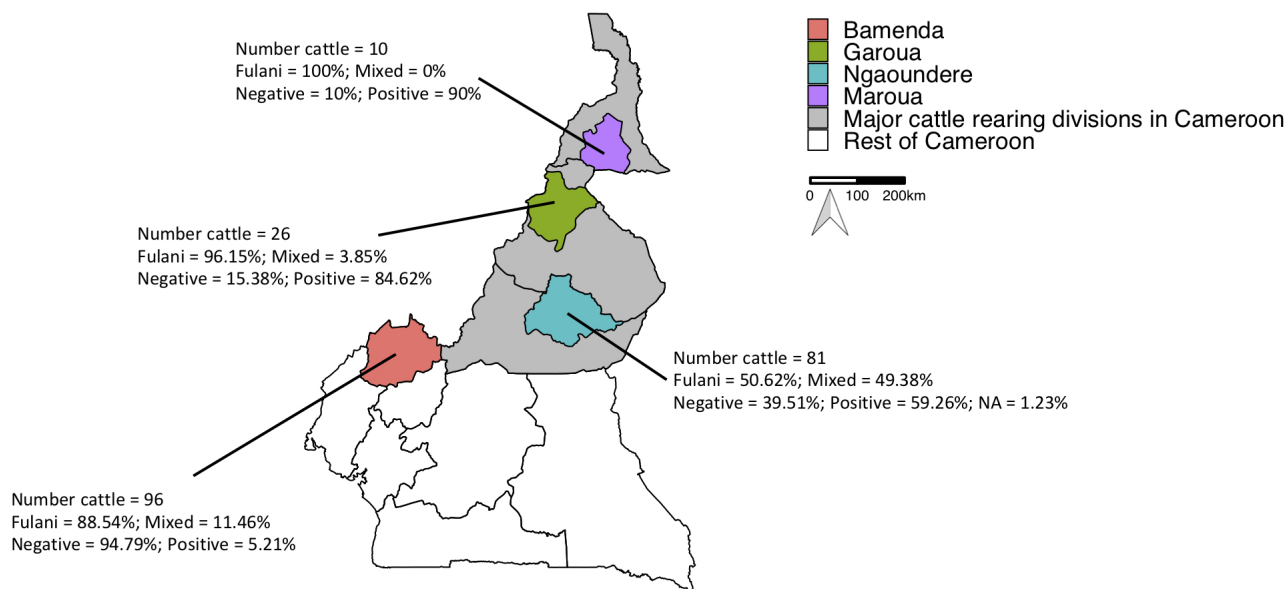 Number cattle = 10
Fulani = 100%; Mixed = 0%
Negative = 10%; Positive = 90%
Bamenda
Garoua
Ngaoundere
Maroua
Major cattle rearing divisions in Cameroon
Rest of Cameroon
0 100 200km
Number cattle = 26
Fulani = 96.15%; Mixed = 3.85%
Negative = 15.38%; Positive = 84.62%
Number cattle = 81
Fulani = 50.62%; Mixed = 49.38%
Negative = 39.51%; Positive = 59.26%; NA = 1.23%
Number cattle = 96
Fulani = 88.54%; Mixed = 11.46%
Negative = 94.79%; Positive = 5.21%